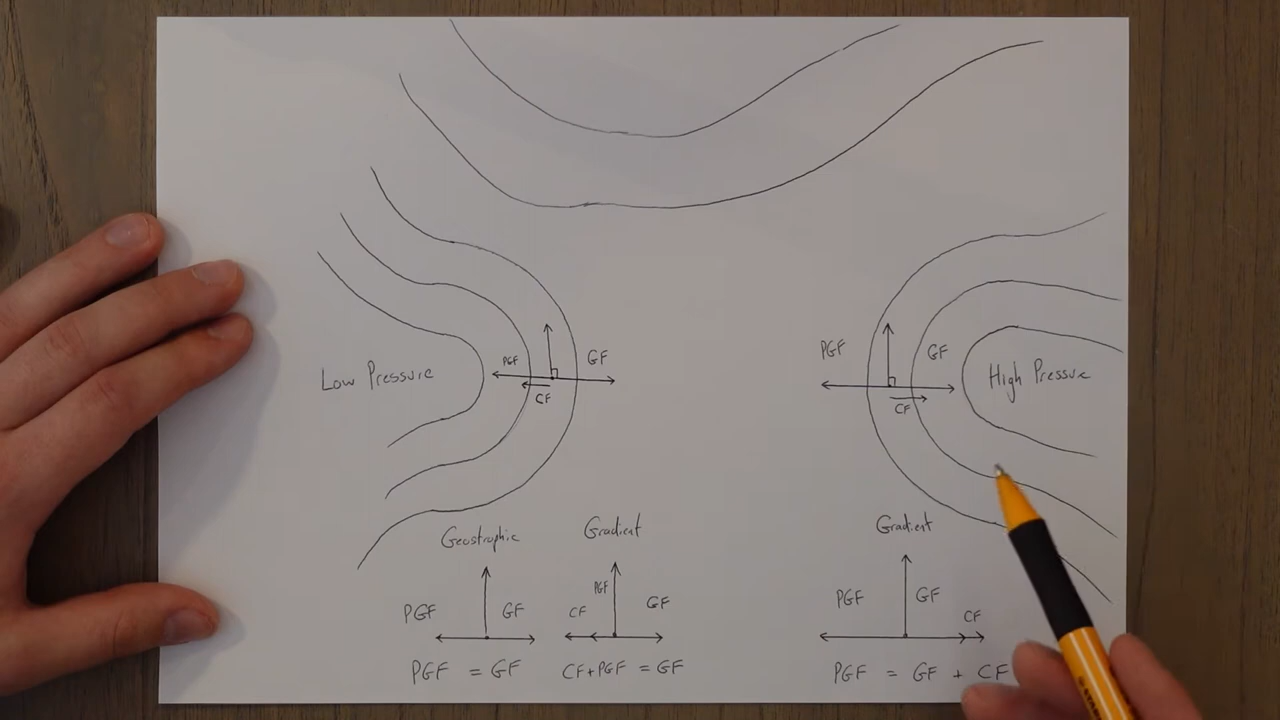 PGF
GF
CF
Low Pressure
PGF
GF
CF
High Pressure
Geostrophic
PGF
GF
PGF = GF
Gradient
PGF
CF
GF
CF+PGF = GF
Gradient
PGF
GF
CF
PGF = GF + CF